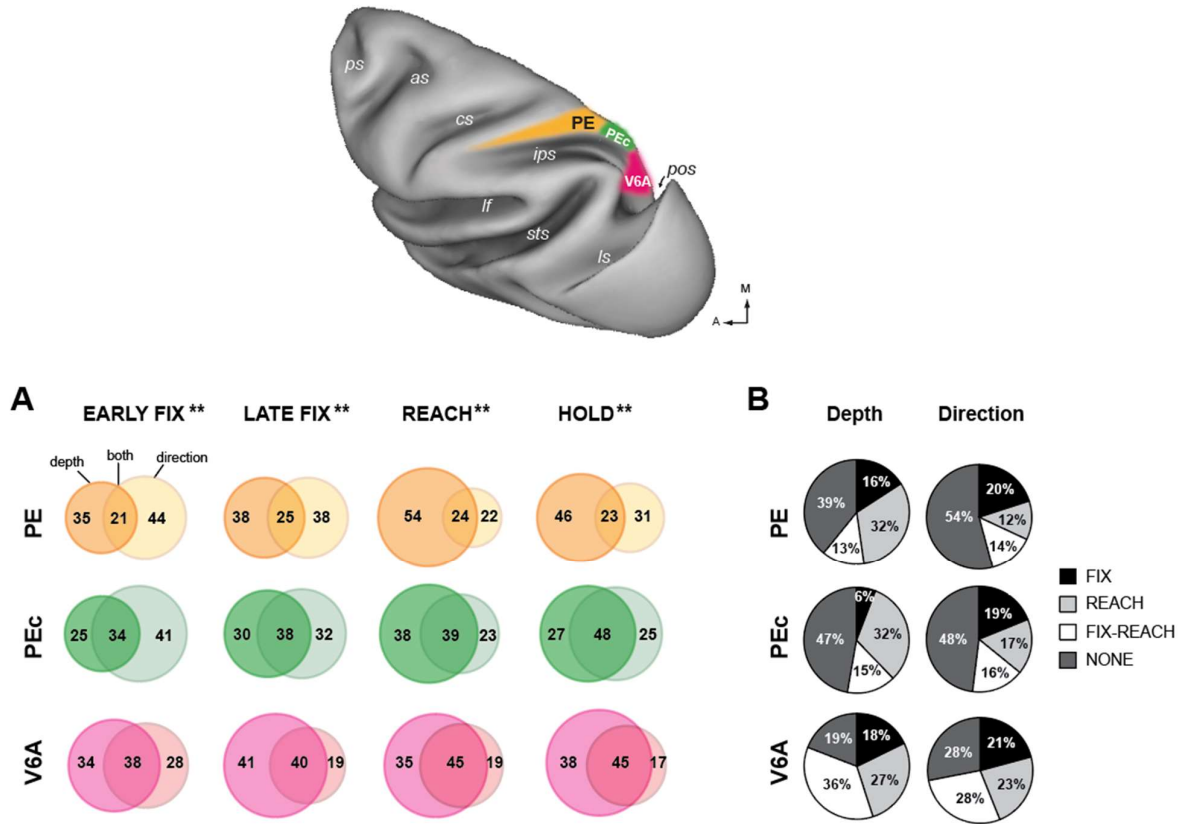 ps
as
cs
PE
PEc
ips
V6A
pos
lf
sts
ls
M
A
A
EARLY FIX ** LATE FIX ** REACH ** HOLD **
depth both direction
PE 35 21 44 38 25 38 54 24 22 46 23 31
PEc 25 34 41 30 38 32 38 39 23 27 48 25
V6A 34 38 28 41 40 19 35 45 19 38 45 17
B
Depth Direction
PE
39% 16% 32% 13%
54% 20% 12% 14%
PEc
47% 6% 32% 15%
48% 19% 17% 16%
V6A
19% 18% 27% 36%
28% 21% 23% 28%
FIX
REACH
FIX-REACH
NONE